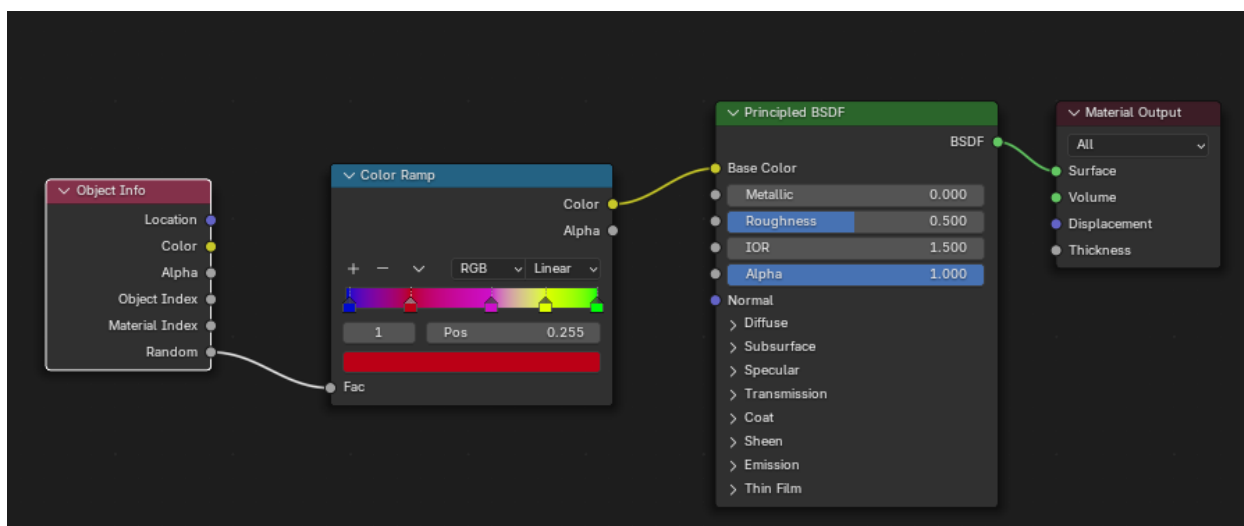 Object Info
Location
Color
Alpha
Object Index
Material Index
Random
Color Ramp
Color
Alpha
RGB
Linear
1
Pos 0.255
Fac
Principled BSDF
BSDF
Base Color
Metallic 0.000
Roughness 0.500
IOR 1.500
Alpha 1.000
Normal
Diffuse
Subsurface
Specular
Transmission
Coat
Sheen
Emission
Thin Film
Material Output
All
Surface
Volume
Displacement
Thickness